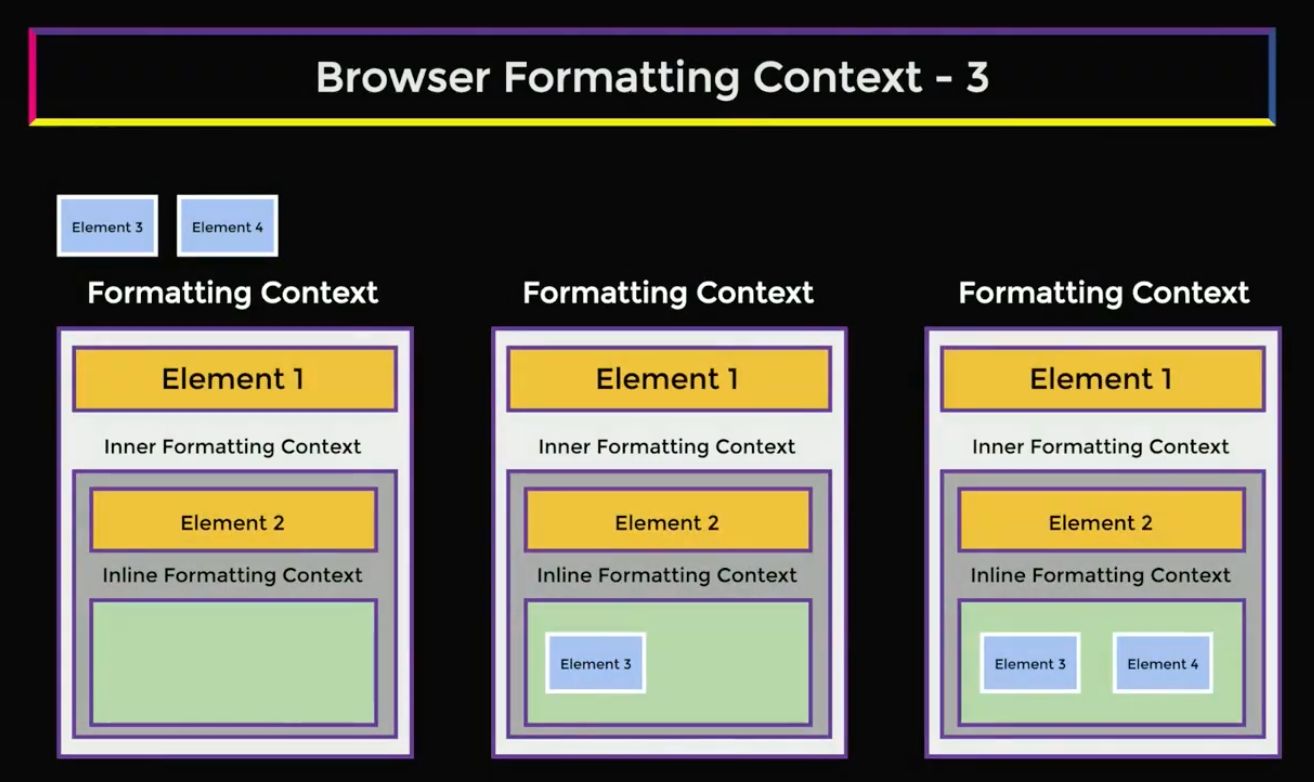 Browser Formatting Context - 3
Element 3
Element 4
Formatting Context
Element 1
Inner Formatting Context
Element 2
Inline Formatting Context
Formatting Context
Element 1
Inner Formatting Context
Element 2
Inline Formatting Context
Element 3
Formatting Context
Element 1
Inner Formatting Context
Element 2
Inline Formatting Context
Element 3
Element 4